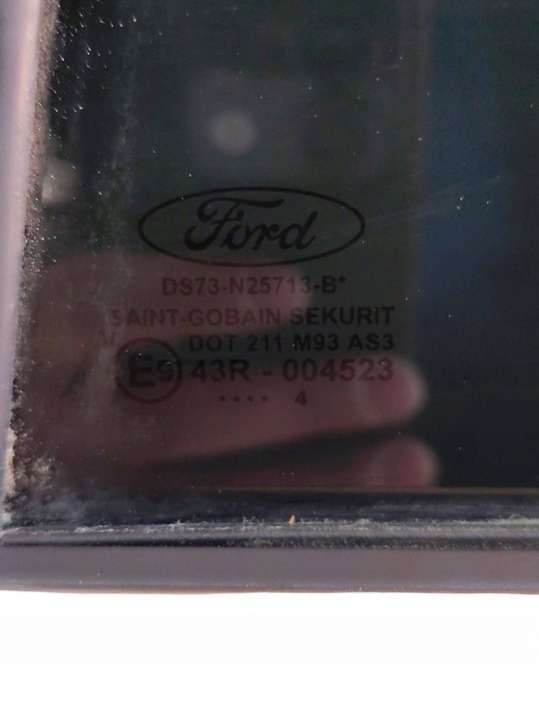 Ford
DS73-N25713-B*
SAINT-GOBAIN SEKURIT
DOT 211 M93 AS3
E9 43R - 004523
•••• 4